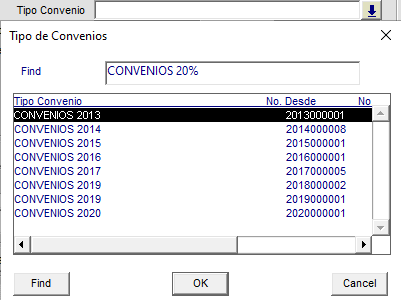 Tipo Convenio
Tipo de Convenios
Find CONVENIOS 20%
Tipo Convenio No. Desde No
CONVENIOS 2013 2013000001
CONVENIOS 2014 2014000008
CONVENIOS 2015 2015000001
CONVENIOS 2016 2016000001
CONVENIOS 2017 2017000005
CONVENIOS 2019 2018000002
CONVENIOS 2019 2019000001
CONVENIOS 2020 2020000001
Find OK Cancel